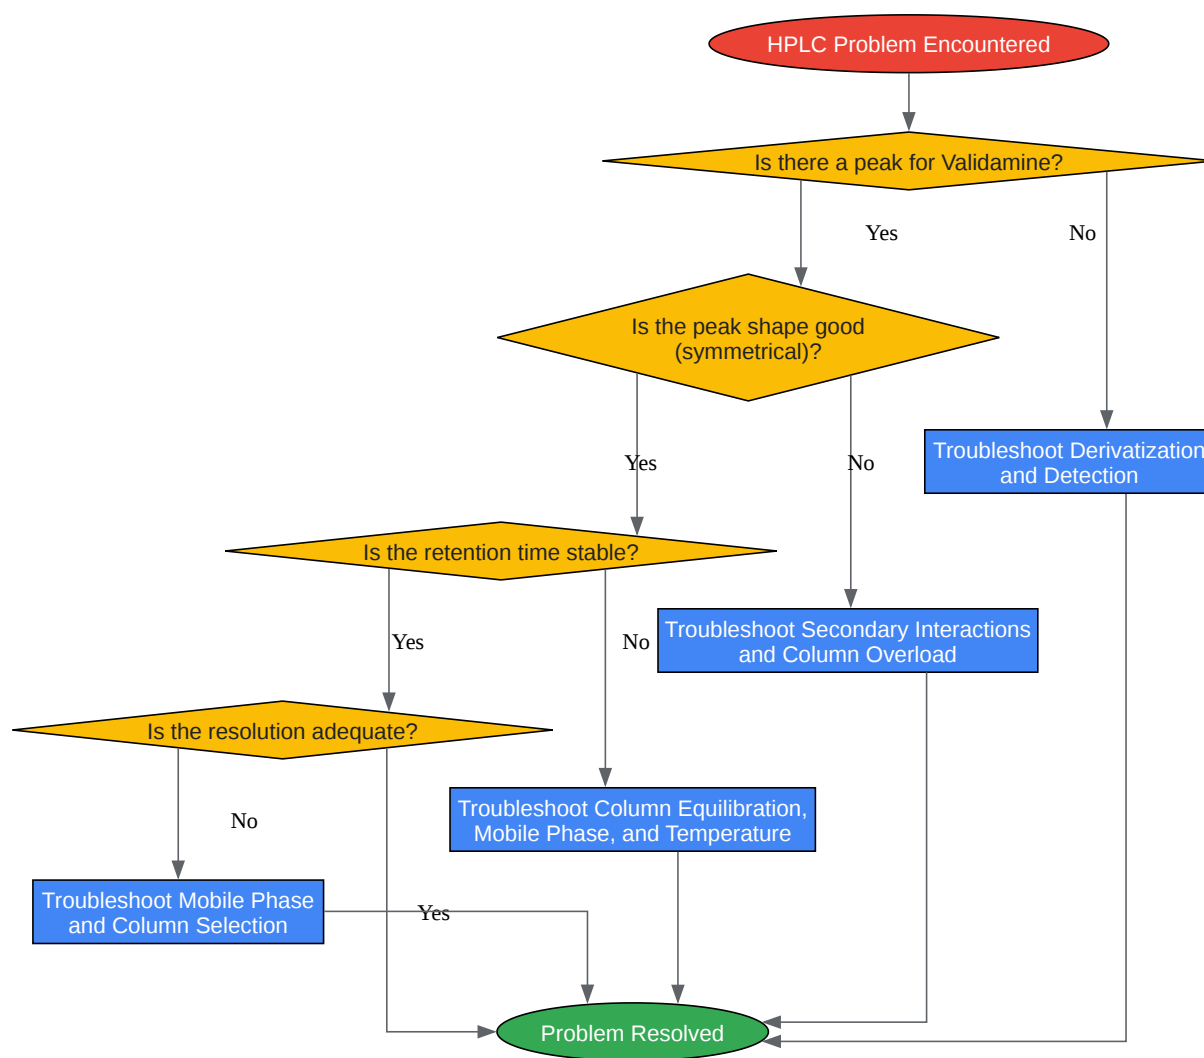 HPLC Problem Encountered
Is there a peak for Validamine?
Yes
No
Is the peak shape good
(symmetrical)?
Troubleshoot Derivatization
and Detection
Yes
No
Is the retention time stable?
Troubleshoot Secondary Interactions
and Column Overload
Yes
No
Is the resolution adequate?
Troubleshoot Column Equilibration,
Mobile Phase, and Temperature
No
Troubleshoot Mobile Phase
and Column Selection
Yes
Problem Resolved